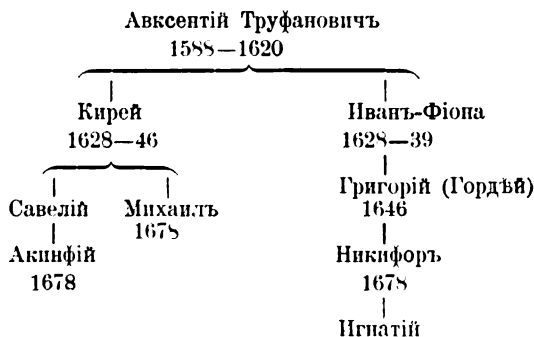 Авксентій Труфановичъ
1588—1620
Кирей Иванъ-Фіопа
1628—46 1628—39
Григорій (Гордѣй)
Савелій Михаилъ 1646
1678
Акинфій Никифоръ
1678 1678
Игнатій